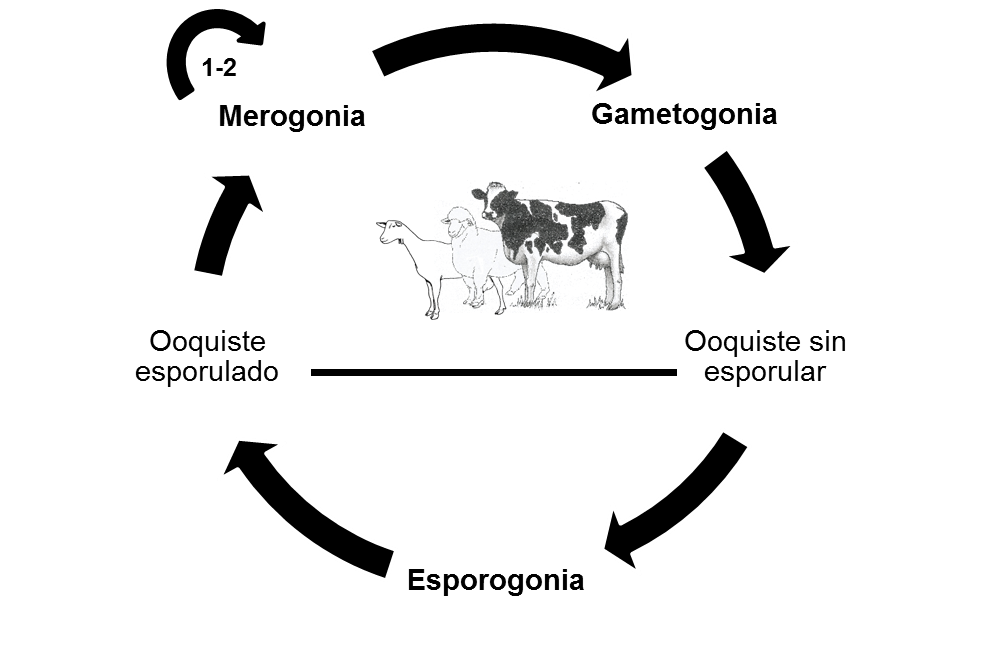 1-2
Merogonia
Gametogonia
Ooquiste
esporulado
Ooquiste sin
esporular
Esporogonia